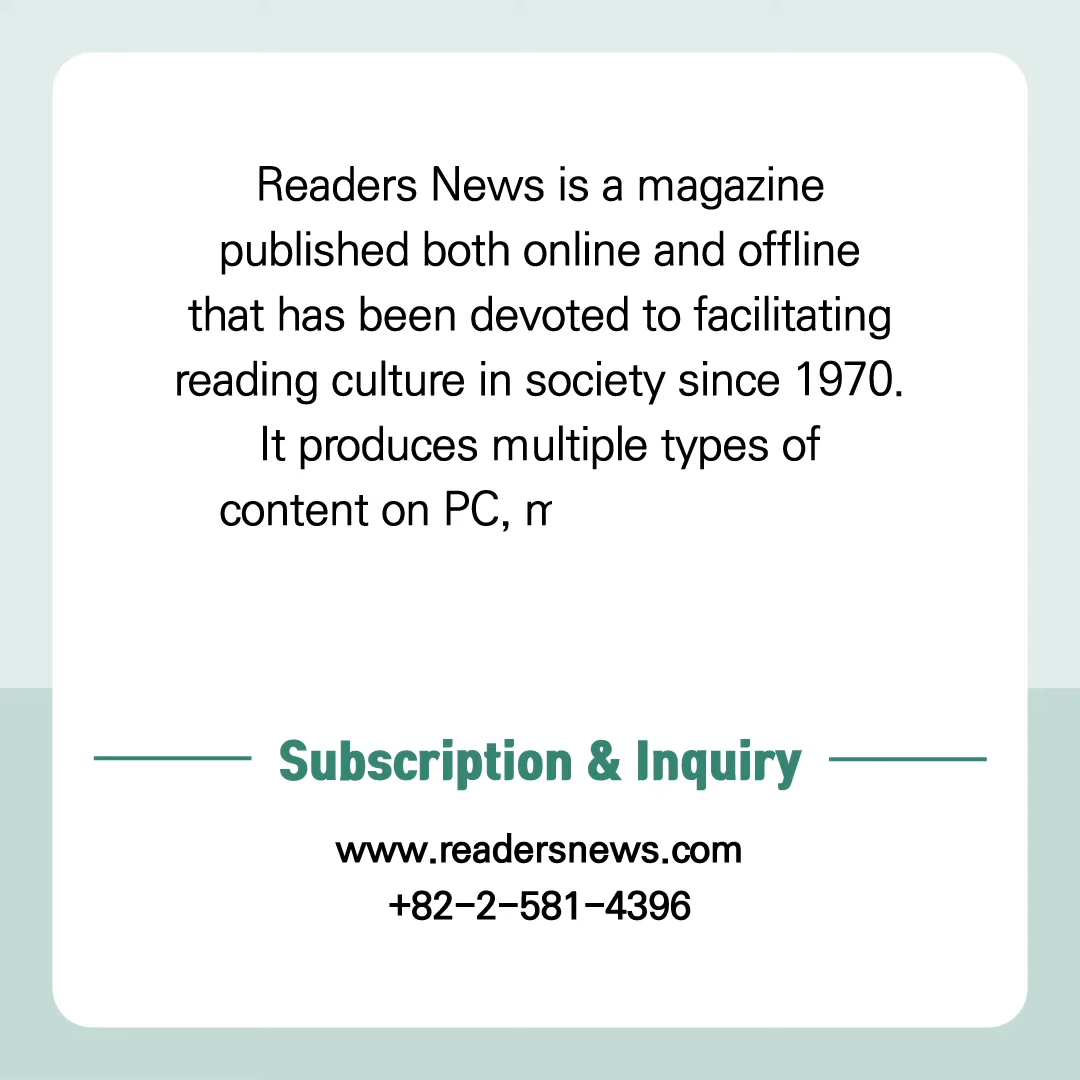 Readers News is a magazine
published both online and offline
that has been devoted to facilitating
reading culture in society since 1970.
It produces multiple types of
content on PC,
Subscription & Inquiry
www.readersnews.com
+82-2-581-4396